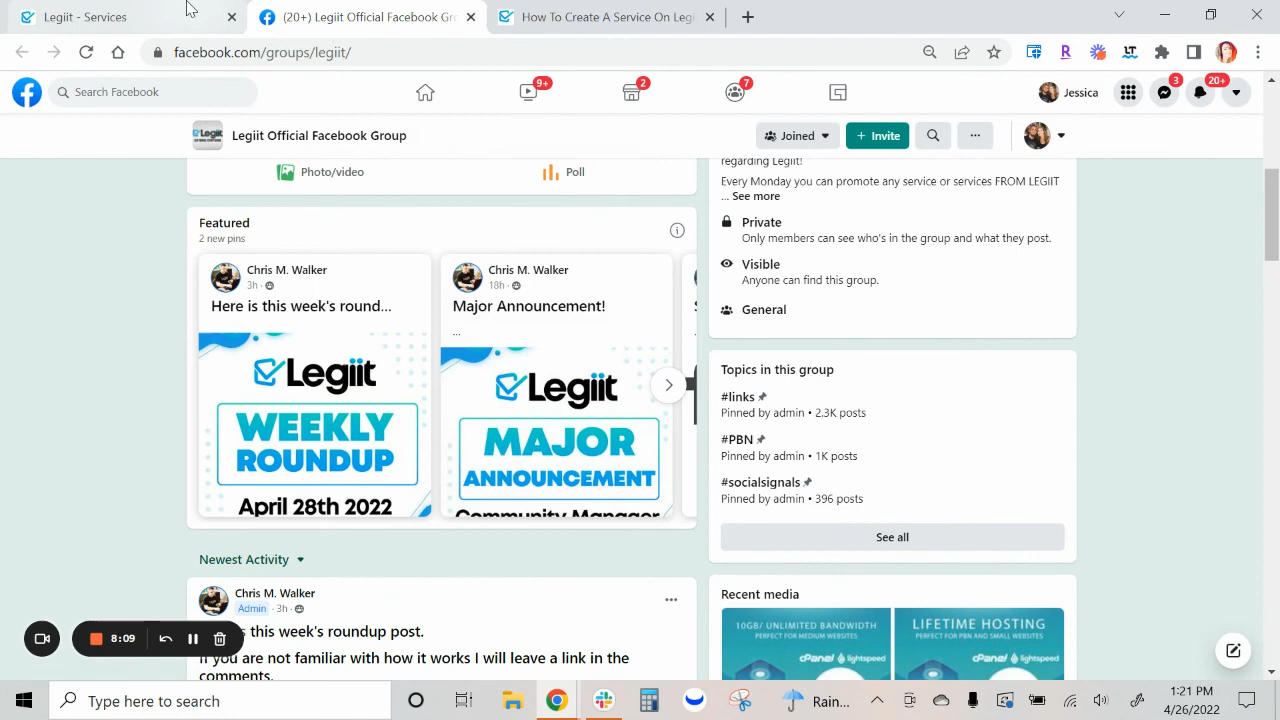 Legiit - Services
(20+) Legiit Official Facebook Gr
How To Create A Service On Legi
facebook.com/groups/legiit/
Search Facebook
9+
2
7
Jessica
3
20+
Legiit Official Facebook Group
Joined
+ Invite
Photo/video
Poll
Featured
2 new pins
Chris M. Walker
3h
Here is this week's round...
Legiit
WEEKLY
ROUNDUP
April 28th 2022
Chris M. Walker
18h
Major Announcement!
...
Legiit
MAJOR
ANNOUNCEMENT
Community Manager
Newest Activity
Chris M. Walker
Admin · 3h
this week's roundup post.
If you are not familiar with how it works I will leave a link in the
comments.
regarding Legiit!
Every Monday you can promote any service or services FROM LEGIIT
... See more
Private
Only members can see who's in the group and what they post.
Visible
Anyone can find this group.
General
Topics in this group
#links
Pinned by admin • 2.3K posts
#PBN
Pinned by admin • 1K posts
#socialsignals
Pinned by admin • 396 posts
See all
Recent media
10GB/ UNLIMITED BANDWIDTH
PERFECT FOR MEDIUM WEBSITES
cPanel lightspeed
LIFETIME HOSTING
PERFECT FOR PBN AND SMALL WEBSITES
cPanel lightspeed
8:09
Type here to search
Rain...
1:21 PM
4/26/2022